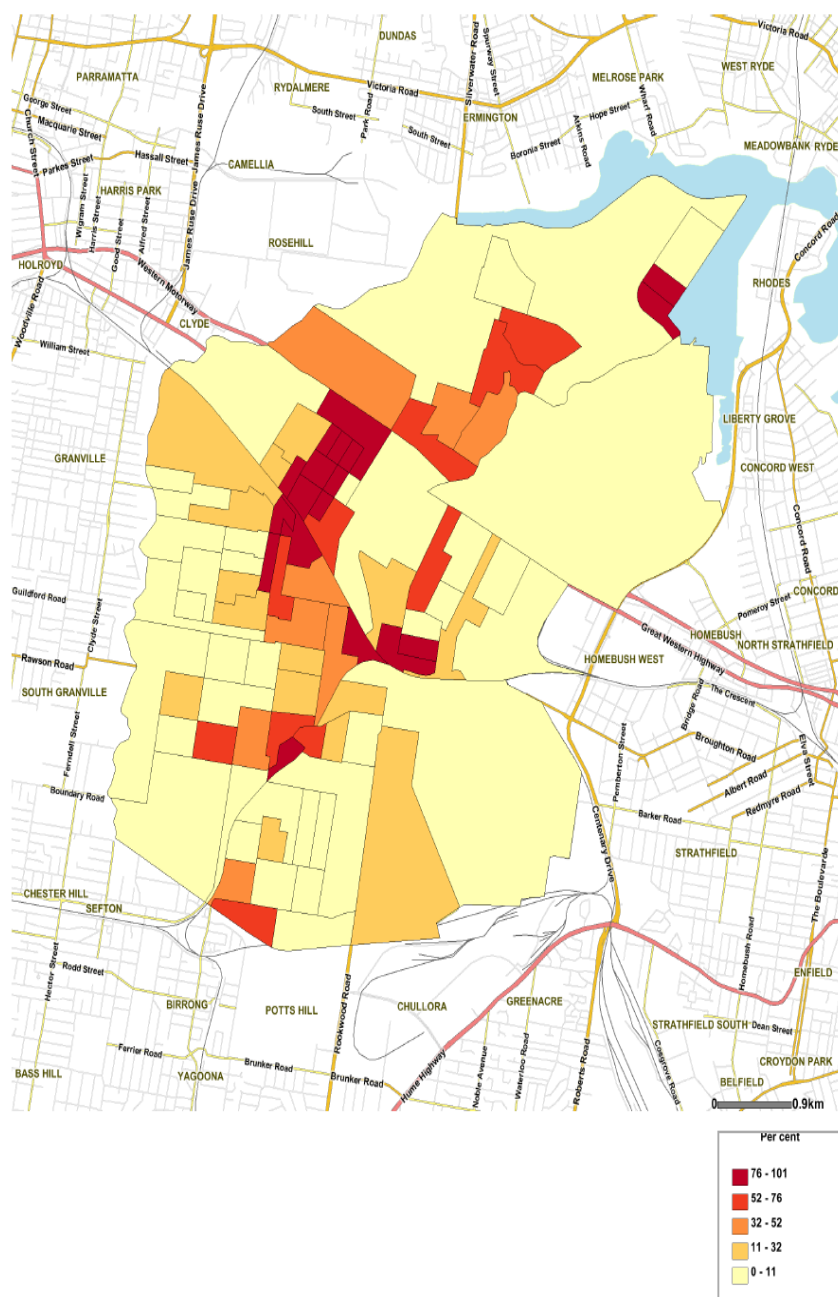 DUNDAS
Victoria Road
Silverwater Road
Spurway Street
WEST RYDE
PARRAMATTA
MELROSE PARK
RYDALMERE
Victoria Road
Wharf Road
George Street
Park Road
South Street
ERMINGTON
Hope Street
Church Street
Macquarie Street
James Ruse Drive
South Street
Atkins Road
MEADOWBANK RYDE
Parkes Street
Hassall Street
CAMELLIA
Boronia Street
HARRIS PARK
Wigram Street
Harris Street
Good Street
Alfred Street
James Ruse Drive
ROSEHILL
Concord Road
HOLROYD
Western Motorway
RHODES
Woodville Road
CLYDE
William Street
LIBERTY GROVE
GRANVILLE
CONCORD WEST
Concord Road
Guildford Road
Clyde Street
CONCORD
Pomeroy Street
HOMEBUSH
Great Western Highway
NORTH STRATFIELD
Rawson Road
HOMEBUSH WEST
SOUTH GRANVILLE
Bridge Road
The Crescent
Ferndell Street
Pemberton Street
Broughton Road
Elva Street
Albert Road
Boundary Road
Redmyre Road
Centenary Drive
Barker Road
STRATHFIELD
The Boulevarde
CHESTER HILL
SEFTON
Homebush Road
Hector Street
Rodd Street
ENFIELD
BIRRONG
POTTS HILL
Rookwood Road
CHULLORA
GREENACRE
STRATHFIELD SOUTH
Dean Street
Ferrier Road
Hume Highway
Noble Avenue
Waterloo Road
Roberts Road
Cosgrove Road
CROYDON PARK
BASS HILL
YAGOONA
Brunker Road
Brunker Road
BELFIELD
0 0.9km
Per cent
76 - 101
52 - 76
32 - 52
11 - 32
0 - 11